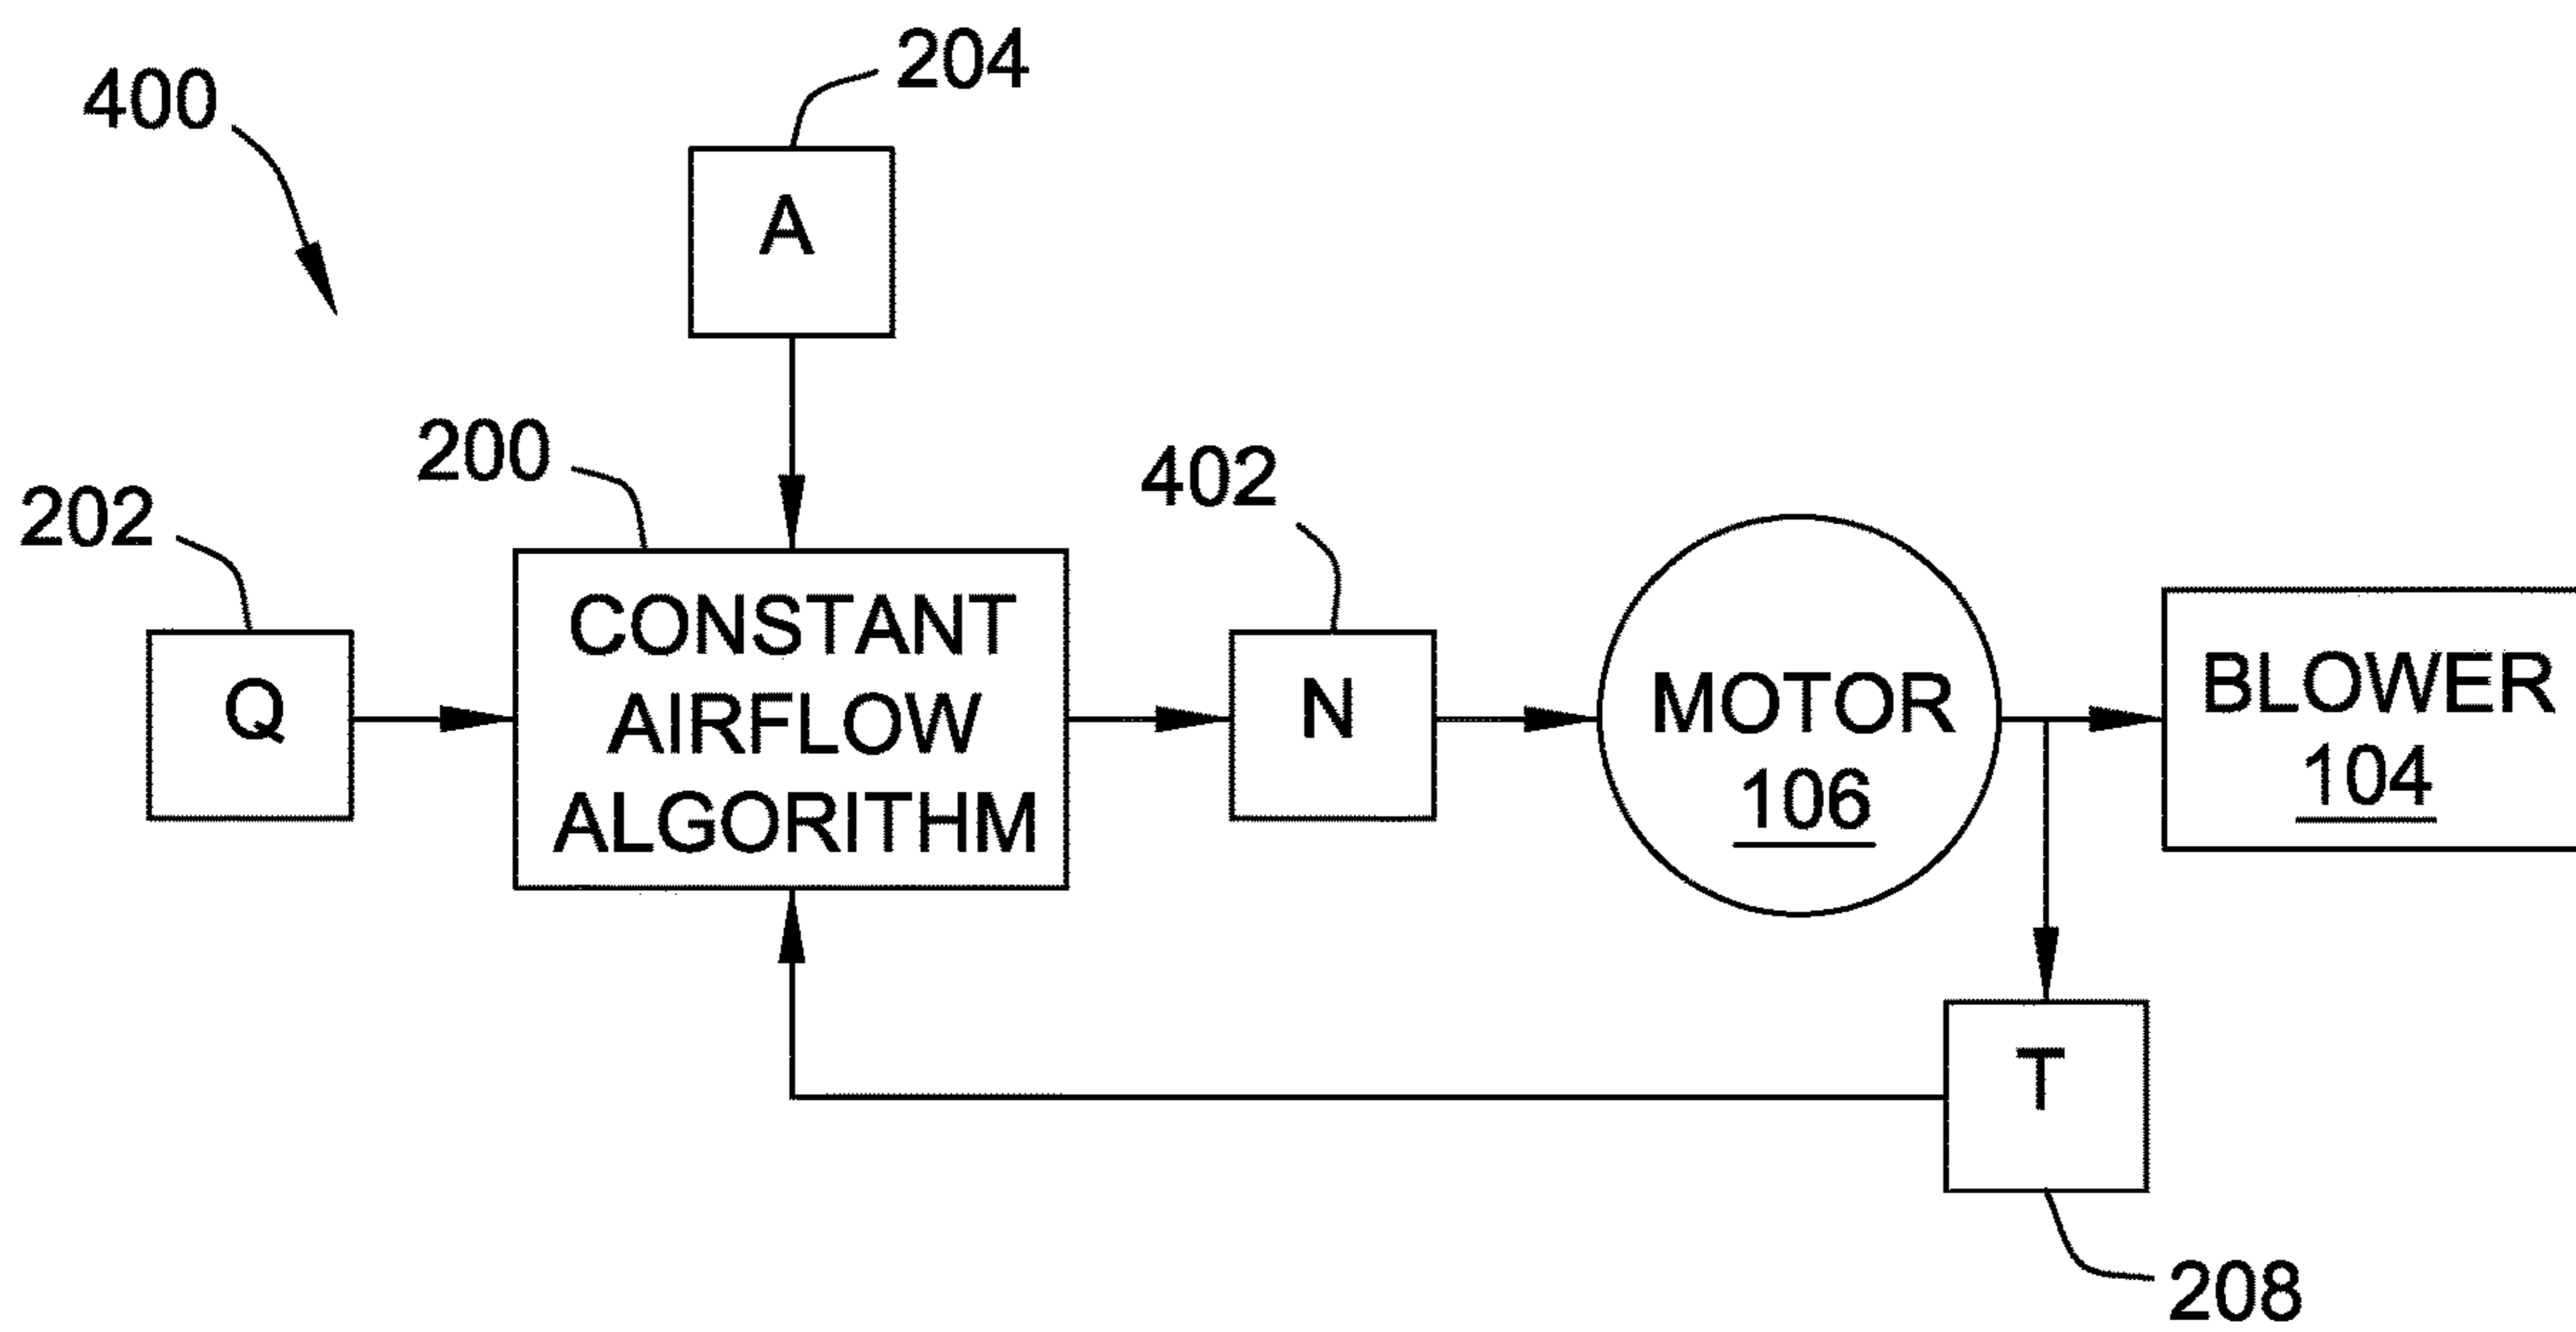 204
400
A
200
402
202
Q
CONSTANT
AIRFLOW
ALGORITHM
N
MOTOR
106
BLOWER
104
T
208